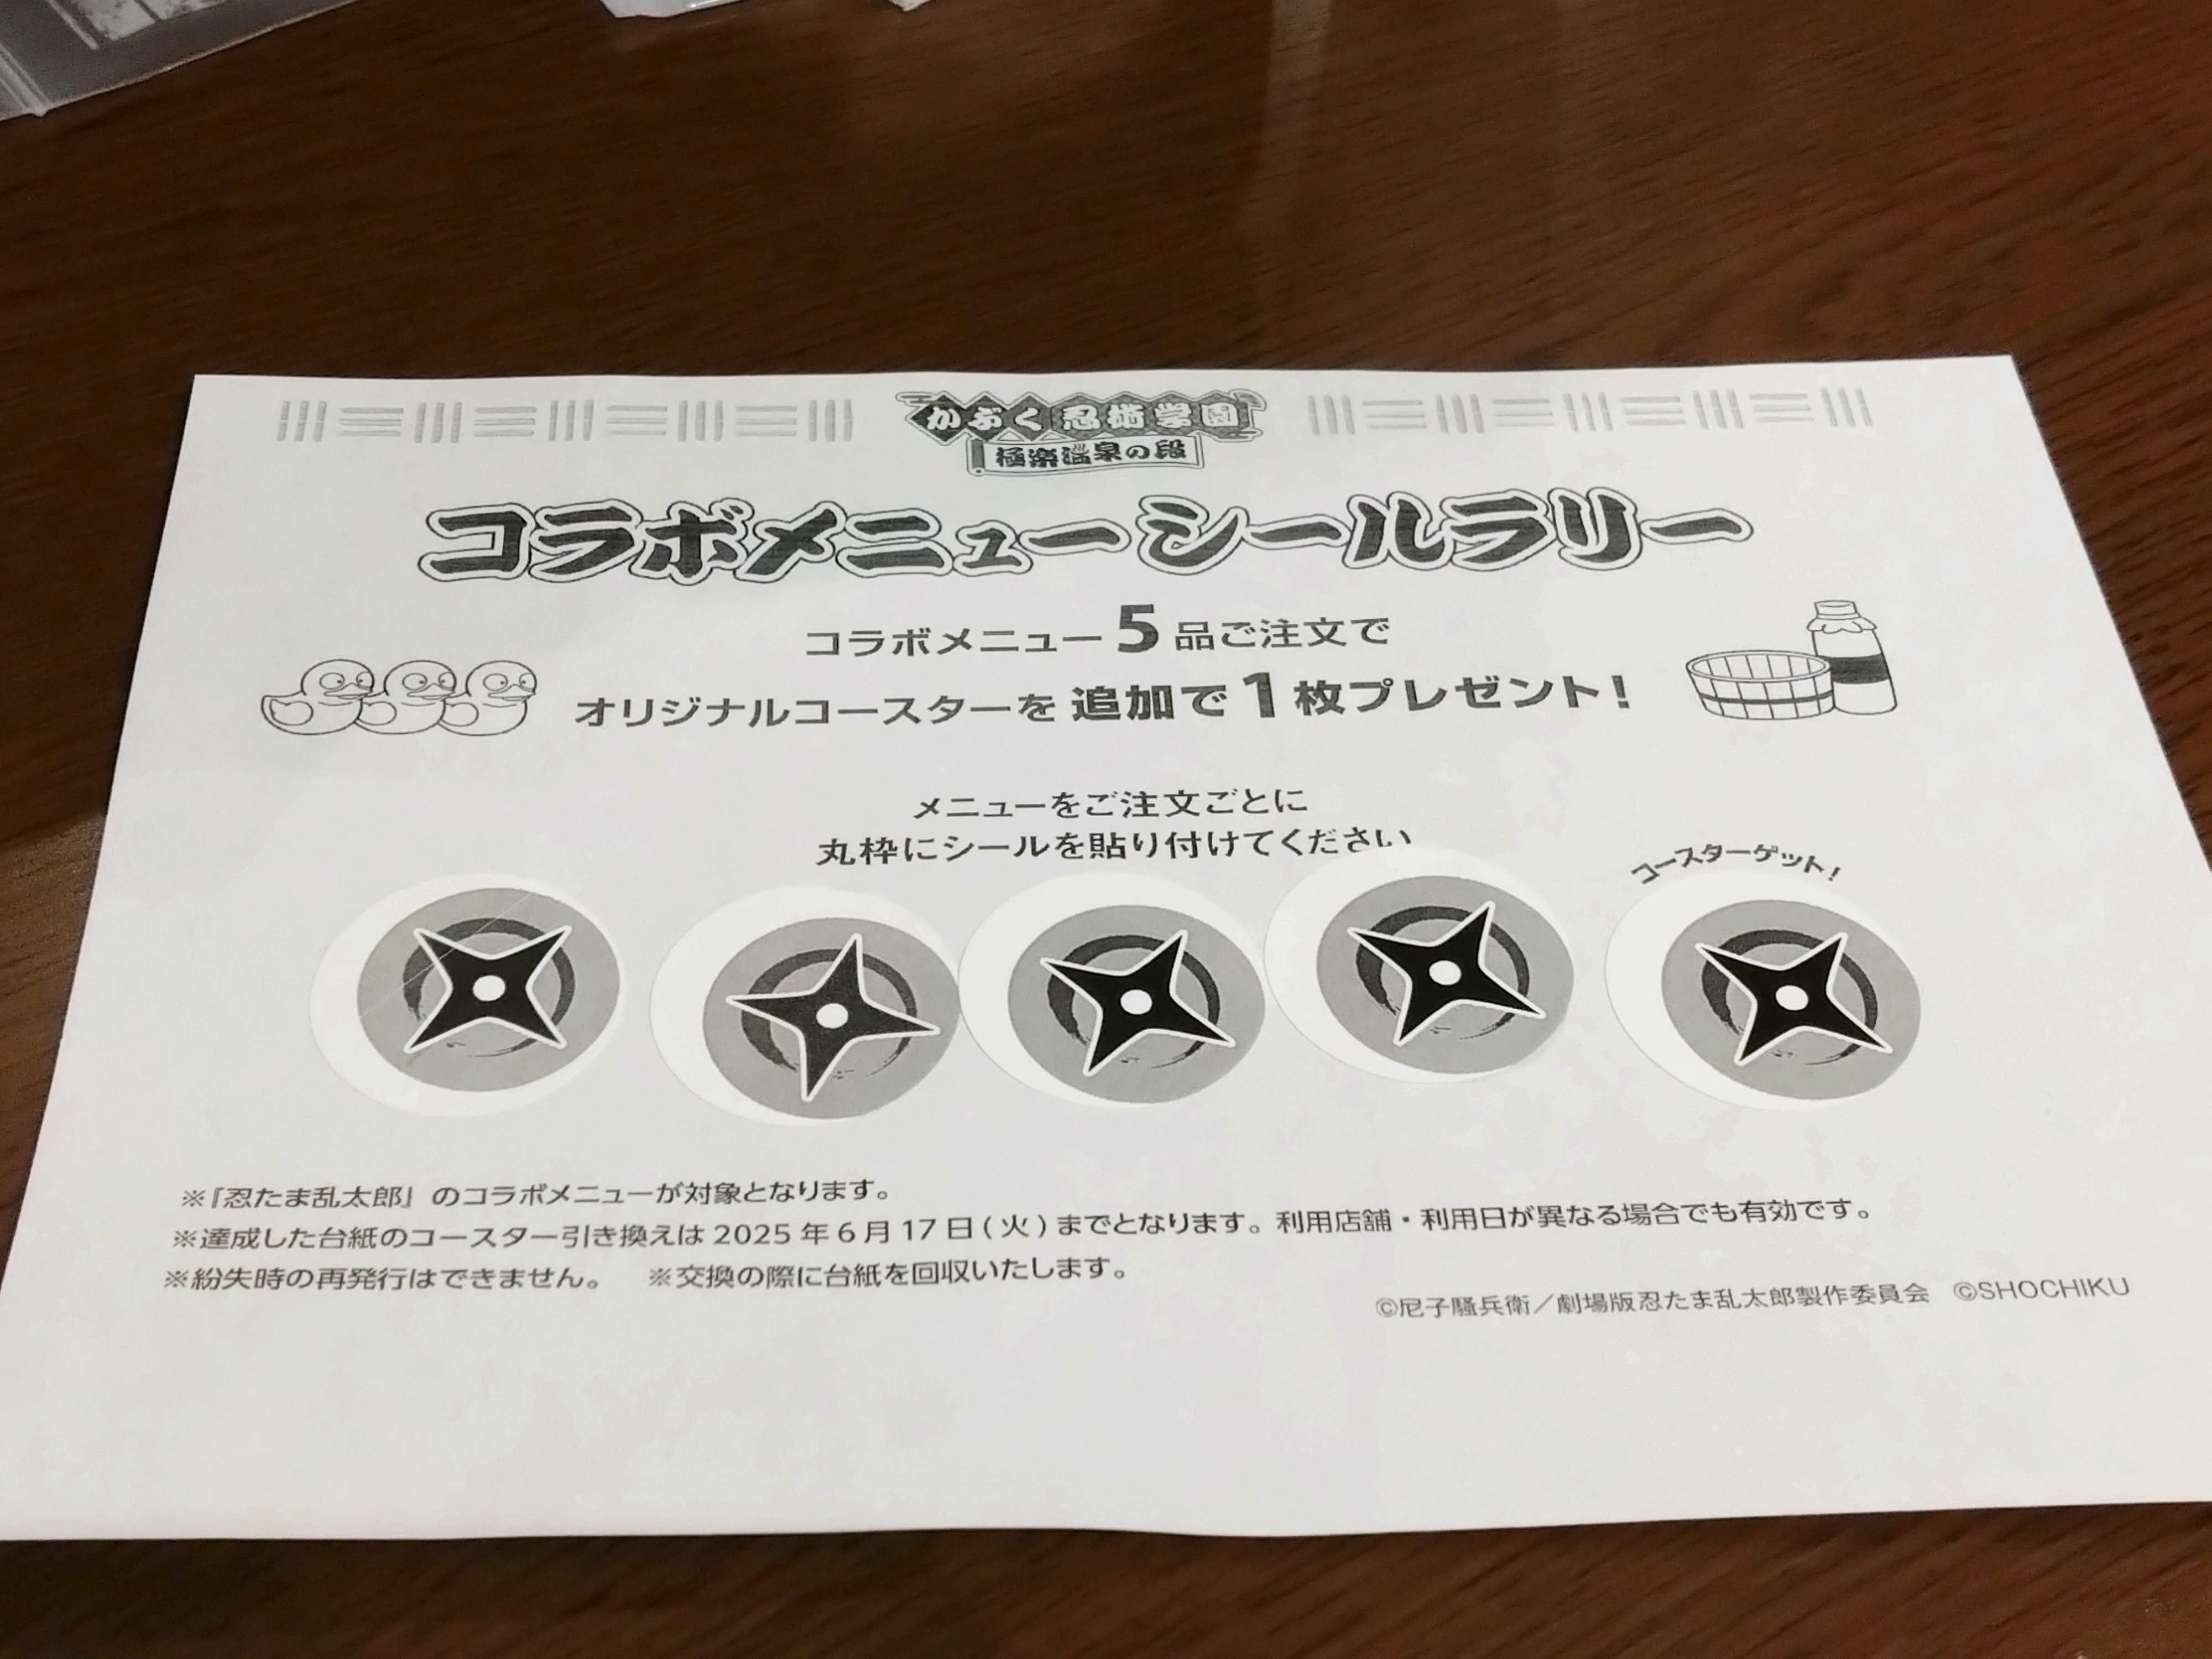 かぶく忍術学園
極楽温泉の段
コラボメニューシールラリー
コラボメニュー5品ご注文で
オリジナルコースターを追加で1枚プレゼント!
メニューをご注文ごとに
丸枠にシールを貼り付けてください
コースターゲット!
※『忍たま乱太郎』のコラボメニューが対象となります。
※達成した台紙のコースター引き換えは2025年6月17日(火)までとなります。利用店舗・利用日が異なる場合でも有効です。
※紛失時の再発行はできません。 ※交換の際に台紙を回収いたします。
©尼子騒兵衛/劇場版忍たま乱太郎製作委員会 ©SHOCHIKU